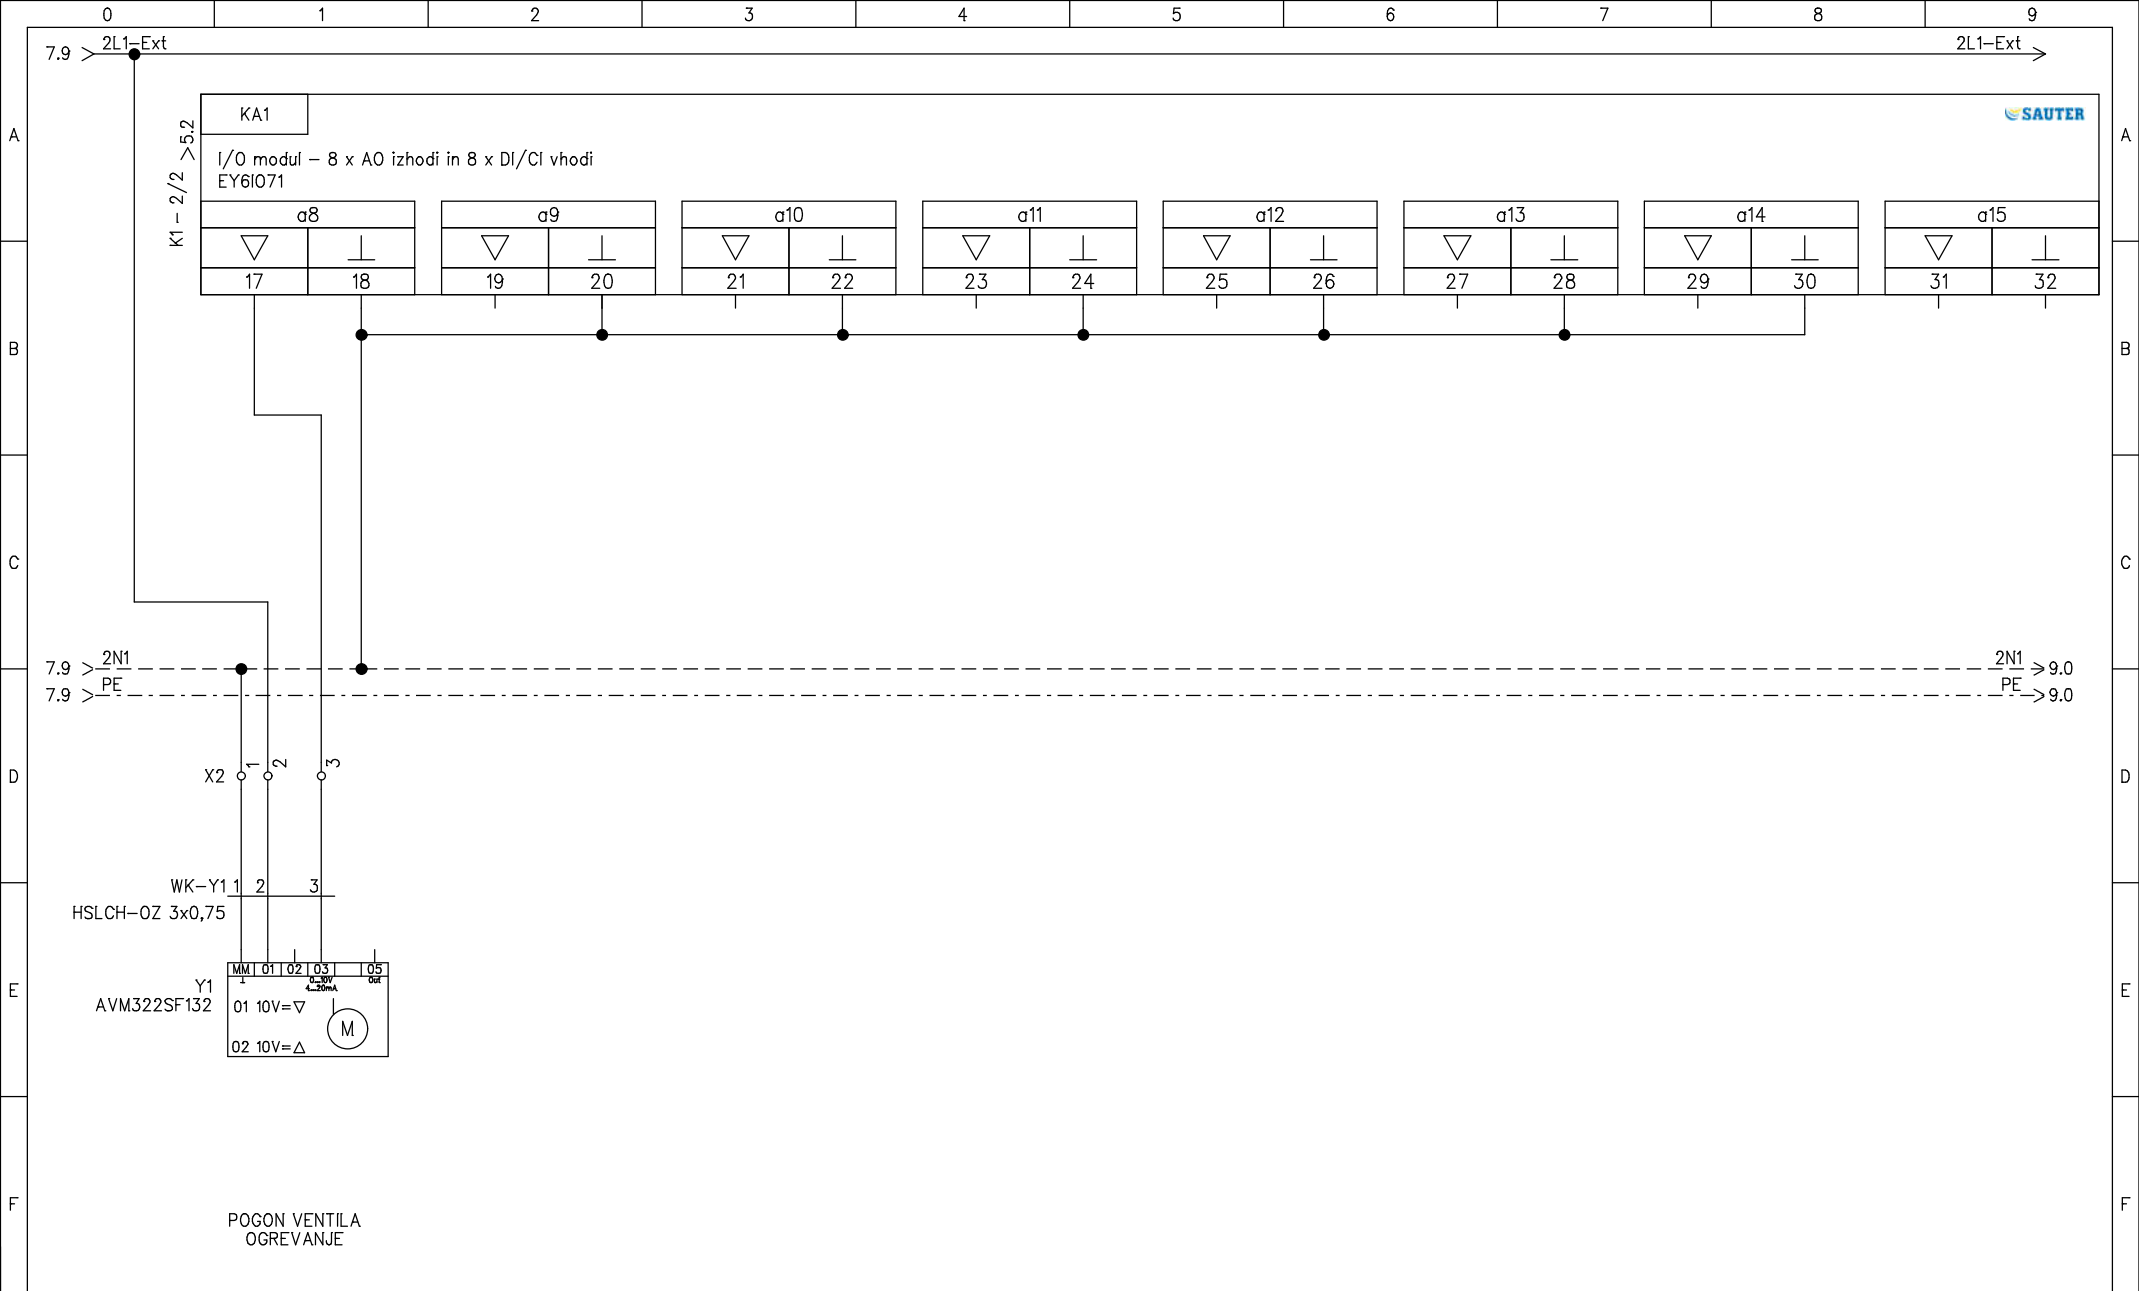 0 1 2 3 4 5 6 7 8 9
2L1-Ext 2L1-Ext
7.9
KA1
SAUTER
A A
K1 - 2/2 >5.2
I/O modul - 8 x AO izhodi in 8 x DI/CI vhodi
EY6IO71
a8 a9 a10 a11 a12 a13 a14 a15
17 18 19 20 21 22 23 24 25 26 27 28 29 30 31 32
B B
C C
2N1 2N1
7.9 9.0
PE PE
7.9 9.0
1 2 3
X2
D D
WK-Y1 1 2 3
HSLCH-OZ 3x0,75
MM 01 02 03 05
0...10V Out
4...20mA
Y1
E E
AVM322SF132
01 10V=
M
02 10V=
F F
POGON VENTILA
OGREVANJE